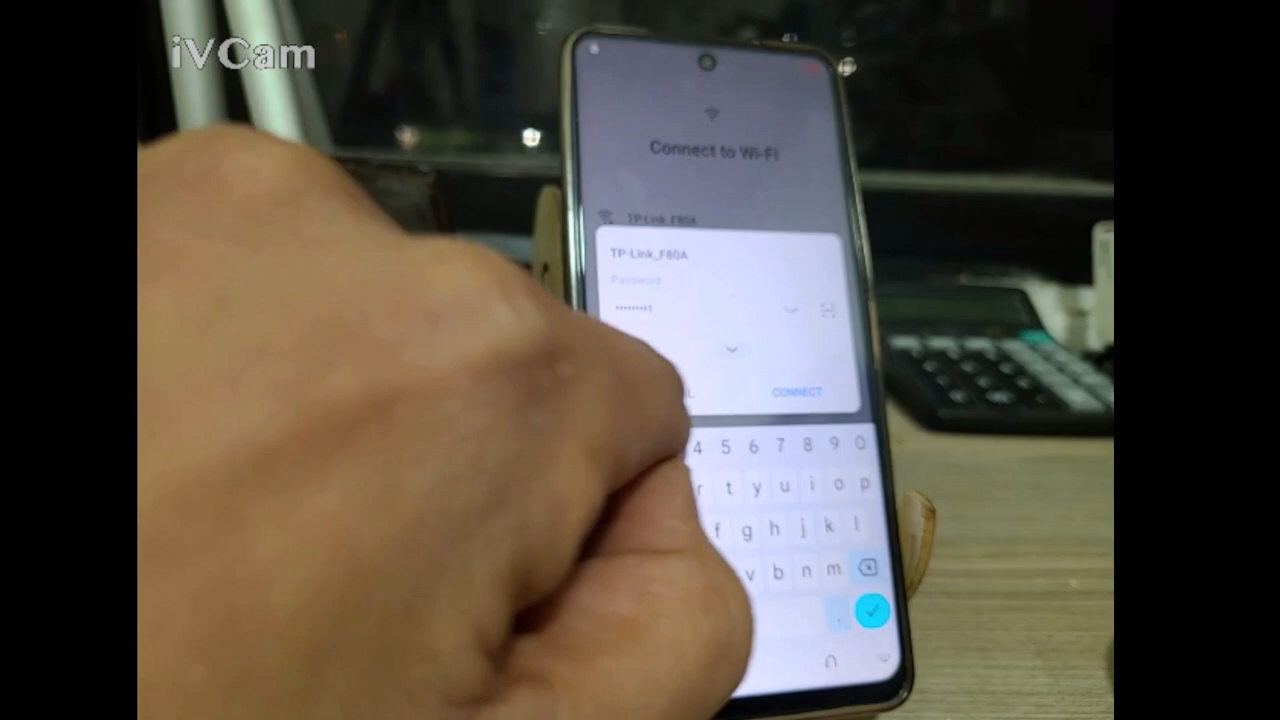 iVCam
Connect to Wi-Fi
TP-Link_F80A
TP-Link_F80A
Password
CONNECT
4 5 6 7 8 9 0
r t y u i o p
f g h j k l
v b n m
.